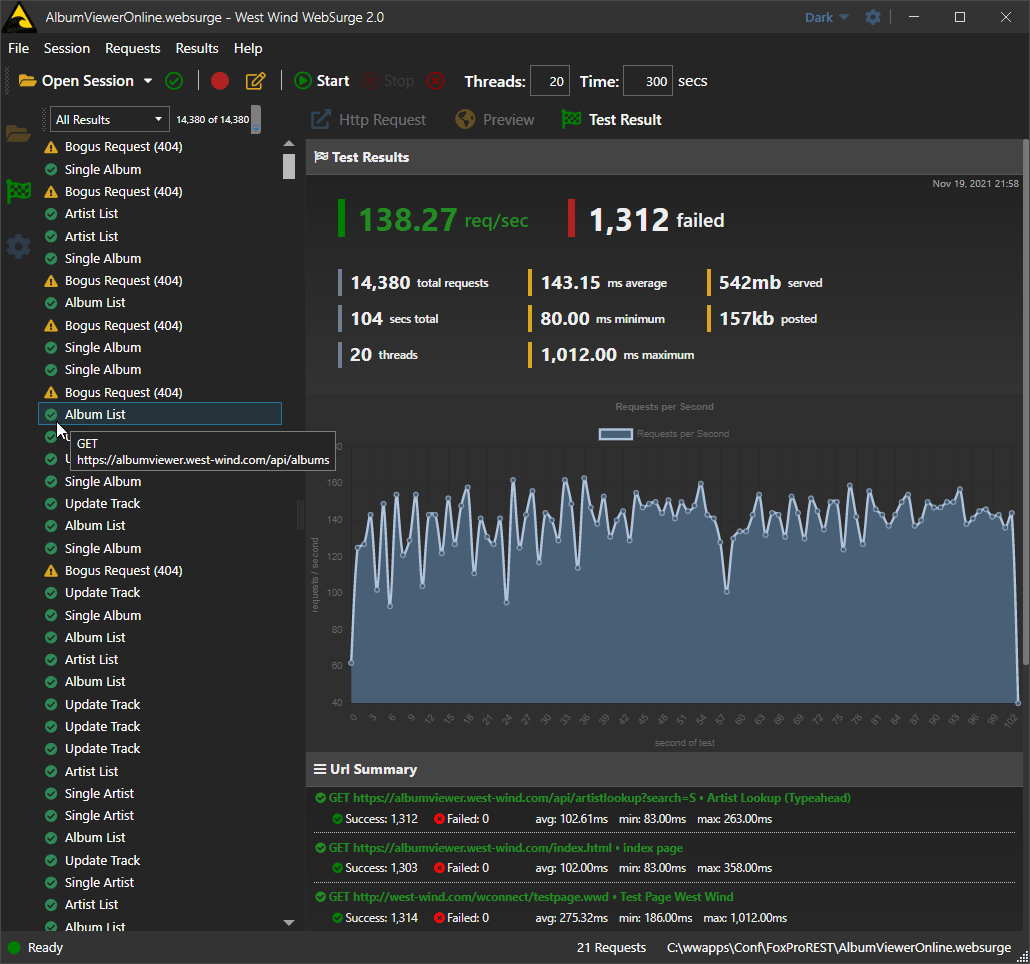 AlbumViewerOnline.websurge - West Wind WebSurge 2.0
Dark
File Session Requests Results Help
Open Session Start Stop Threads: 20 Time: 300 secs
All Results 14,380 of 14,380
Http Request Preview Test Result
Bogus Request (404)
Single Album
Bogus Request (404)
Artist List
Artist List
Single Album
Bogus Request (404)
Album List
Bogus Request (404)
Single Album
Single Album
Bogus Request (404)
Album List
GET
https://albumviewer.west-wind.com/api/albums
Single Album
Update Track
Album List
Single Album
Bogus Request (404)
Update Track
Single Album
Album List
Artist List
Album List
Update Track
Update Track
Update Track
Artist List
Single Artist
Single Artist
Album List
Update Track
Single Artist
Artist List
Album List
Test Results
Nov 19, 2021 21:58
138.27 req/sec 1,312 failed
14,380 total requests 143.15 ms average 542mb served
104 secs total 80.00 ms minimum 157kb posted
20 threads 1,012.00 ms maximum
Requests per Second
Requests per Second
160
140
120
100
80
60
40
requests / second
0 3 6 9 12 15 18 21 24 27 30 33 36 39 42 45 48 51 54 57 60 63 66 69 72 75 78 81 84 87 90 93 96 99 102
second of test
Url Summary
GET https://albumviewer.west-wind.com/api/artistlookup?search=S • Artist Lookup (Typeahead)
Success: 1,312 Failed: 0 avg: 102.61ms min: 83.00ms max: 263.00ms
GET https://albumviewer.west-wind.com/index.html • index page
Success: 1,303 Failed: 0 avg: 102.00ms min: 83.00ms max: 358.00ms
GET http://west-wind.com/wconnect/testpage.wwd • Test Page West Wind
Success: 1,314 Failed: 0 avg: 275.32ms min: 186.00ms max: 1,012.00ms
Ready 21 Requests C:\wwapps\Conf\FoxProREST\AlbumViewerOnline.websurge